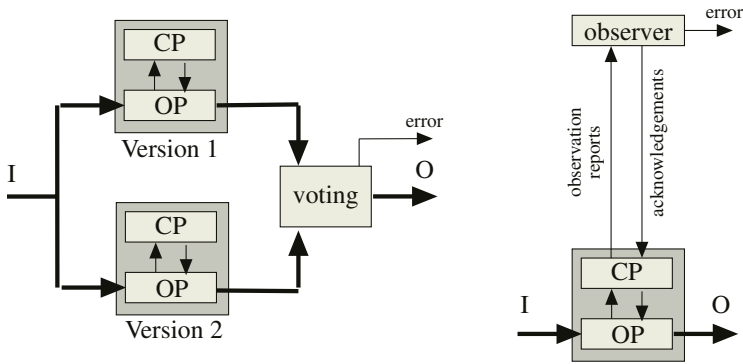 CP
OP
Version 1
I
error
O
voting
CP
OP
Version 2
observer
error
observation
reports
acknowledgements
CP
I
O
OP